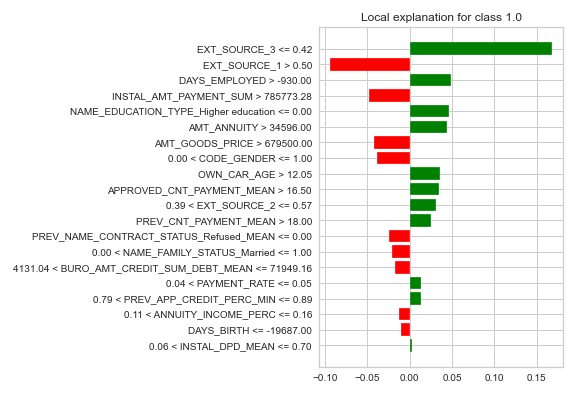 Local explanation for class 1.0
EXT_SOURCE_3 <= 0.42
EXT_SOURCE_1 > 0.50
DAYS_EMPLOYED > -930.00
INSTAL_AMT_PAYMENT_SUM > 785773.28
NAME_EDUCATION_TYPE_Higher education <= 0.00
AMT_ANNUITY > 34596.00
AMT_GOODS_PRICE > 679500.00
0.00 < CODE_GENDER <= 1.00
OWN_CAR_AGE > 12.05
APPROVED_CNT_PAYMENT_MEAN > 16.50
0.39 < EXT_SOURCE_2 <= 0.57
PREV_CNT_PAYMENT_MEAN > 18.00
PREV_NAME_CONTRACT_STATUS_Refused_MEAN <= 0.00
0.00 < NAME_FAMILY_STATUS_Married <= 1.00
4131.04 < BURO_AMT_CREDIT_SUM_DEBT_MEAN <= 71949.16
0.04 < PAYMENT_RATE <= 0.05
0.79 < PREV_APP_CREDIT_PERC_MIN <= 0.89
0.11 < ANNUITY_INCOME_PERC <= 0.16
DAYS_BIRTH <= -19687.00
0.06 < INSTAL_DPD_MEAN <= 0.70
−0.10 −0.05 0.00 0.05 0.10 0.15